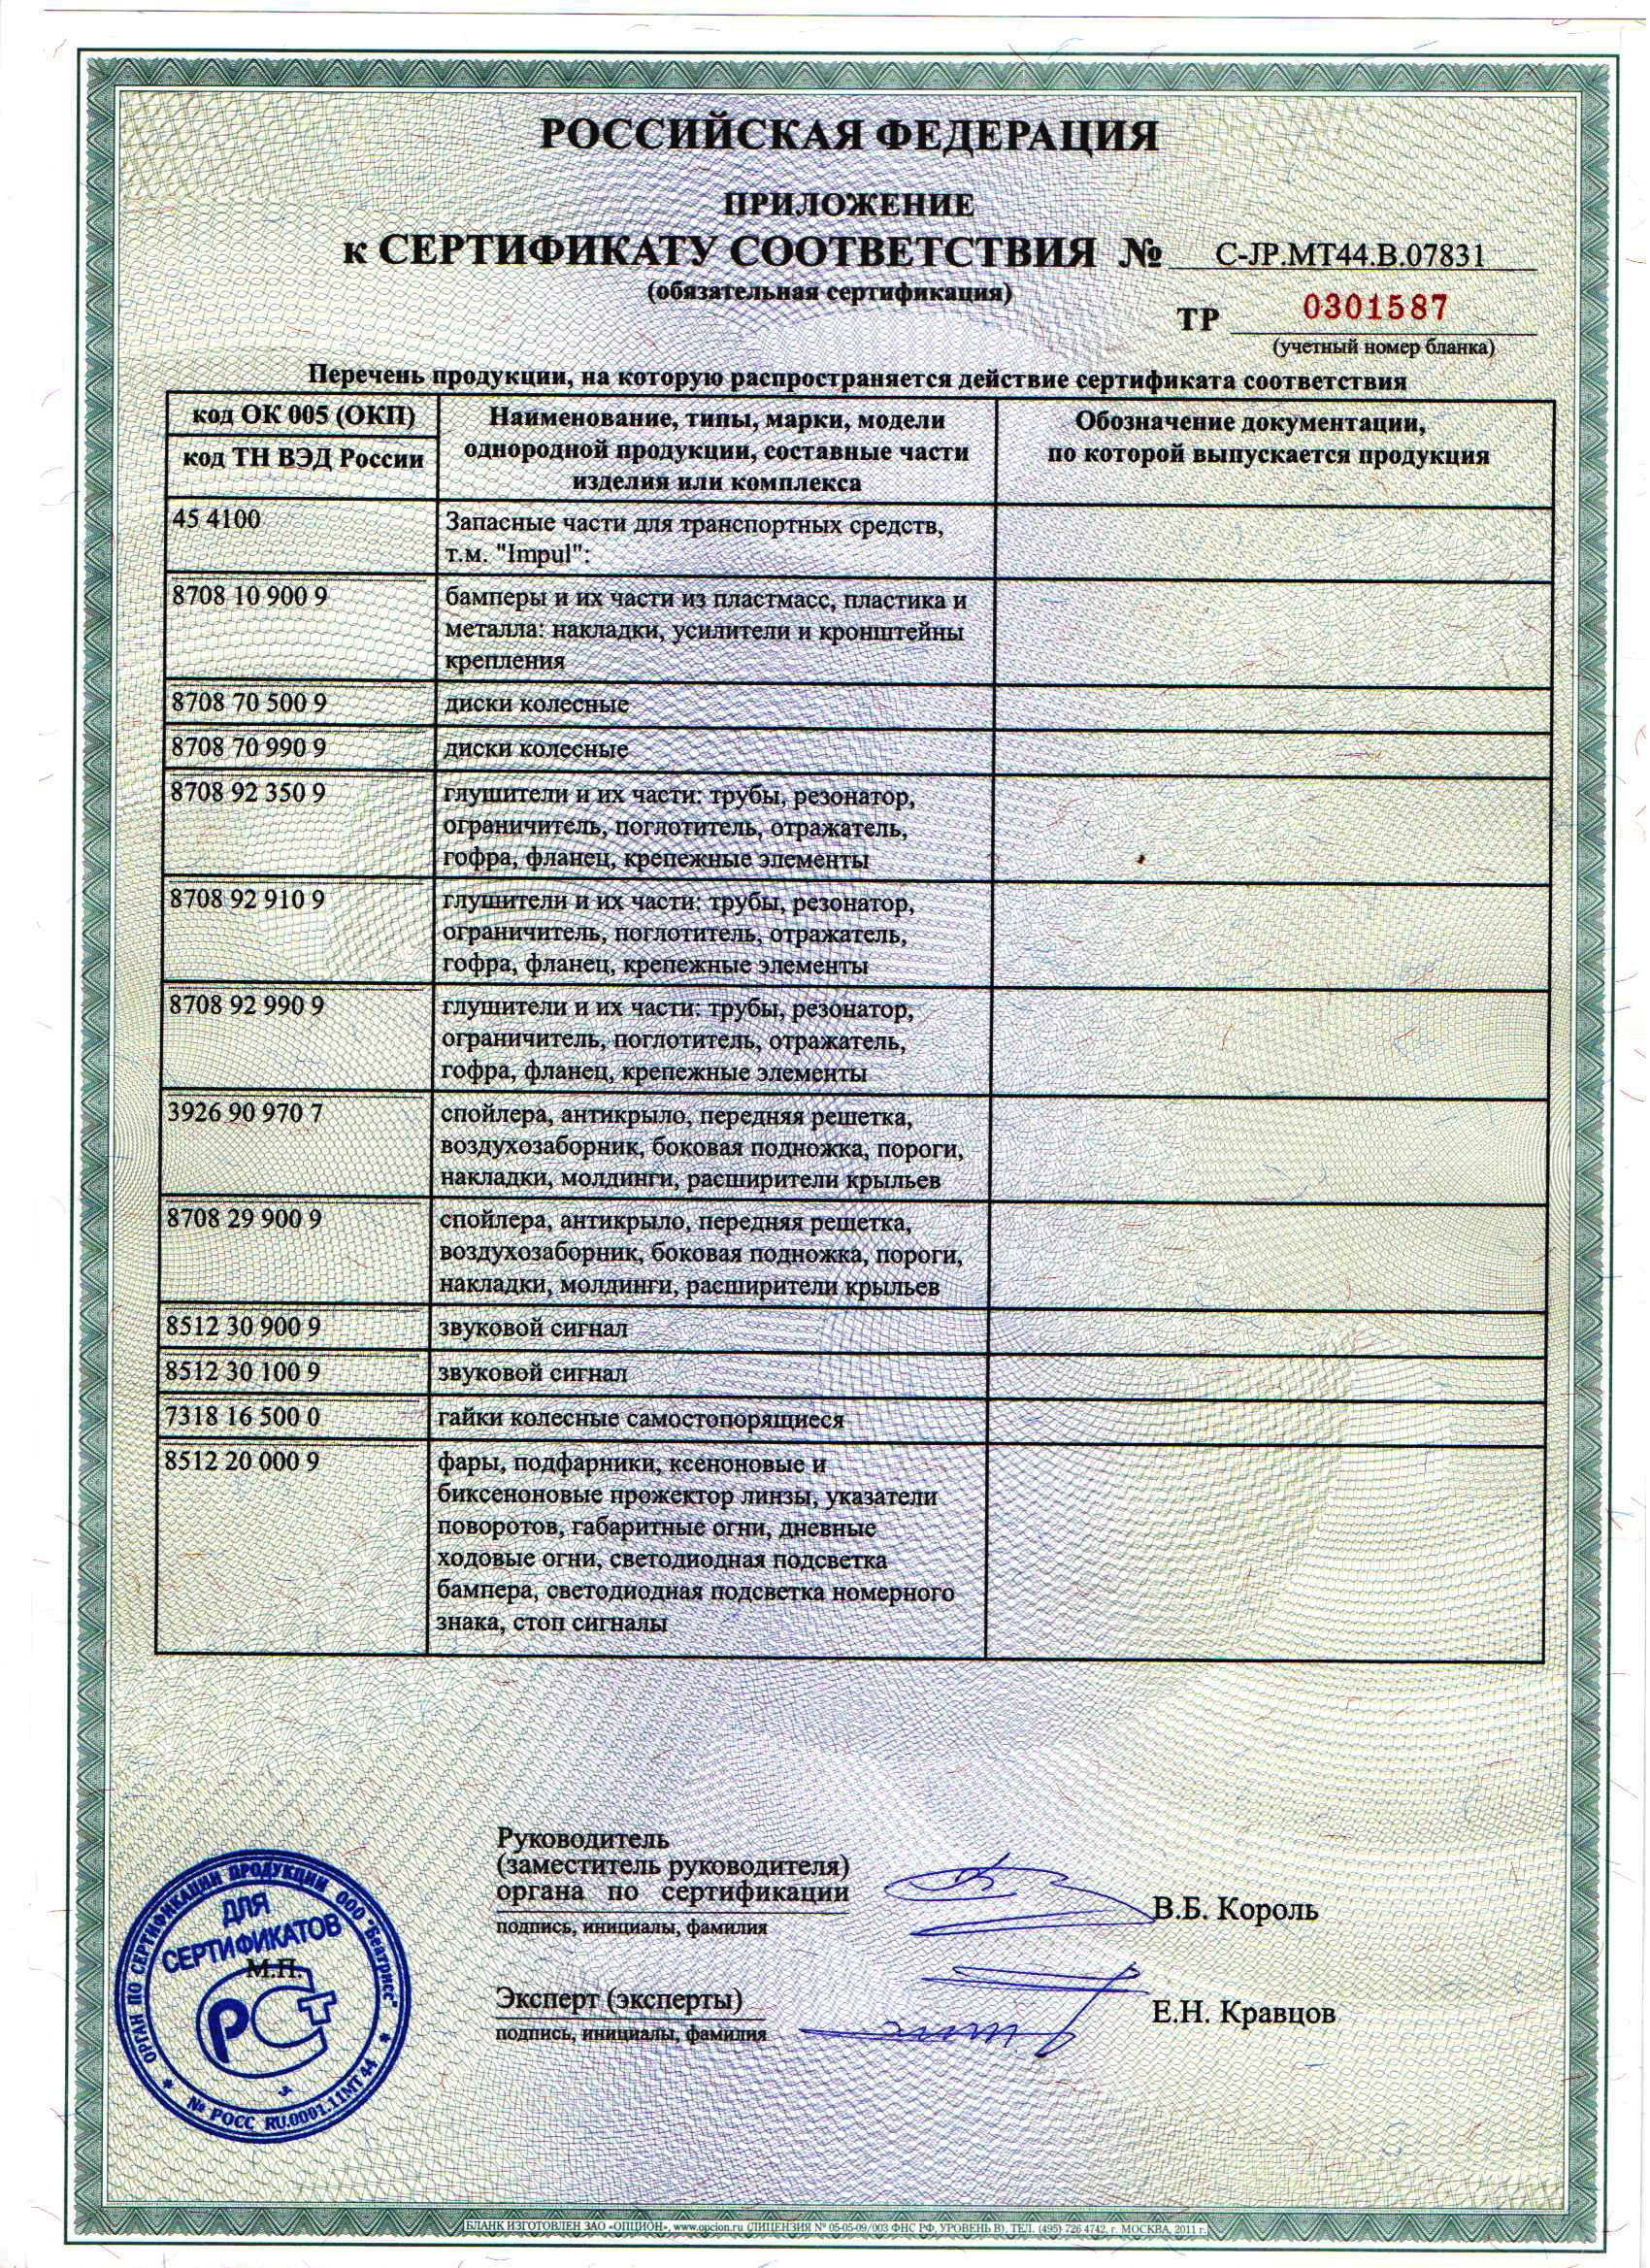 РОССИЙСКАЯ ФЕДЕРАЦИЯ
ПРИЛОЖЕНИЕ
к СЕРТИФИКАТУ СООТВЕТСТВИЯ № C-JP.MT44.B.07831
(обязательная сертификация)
ТР 0301587
(учетный номер бланка)
Перечень продукции, на которую распространяется действие сертификата соответствия
код ОК 005 (ОКП)
код ТН ВЭД России
Наименование, типы, марки, модели
однородной продукции, составные части
изделия или комплекса
Обозначение документации,
по которой выпускается продукция
45 4100
Запасные части для транспортных средств,
т.м. "Impul":
8708 10 900 9
бамперы и их части из пластмасс, пластика и
металла: накладки, усилители и кронштейны
крепления
8708 70 500 9
диски колесные
8708 70 990 9
диски колесные
8708 92 350 9
глушители и их части: трубы, резонатор,
ограничитель, поглотитель, отражатель,
гофра, фланец, крепежные элементы
8708 92 910 9
глушители и их части: трубы, резонатор,
ограничитель, поглотитель, отражатель,
гофра, фланец, крепежные элементы
8708 92 990 9
глушители и их части: трубы, резонатор,
ограничитель, поглотитель, отражатель,
гофра, фланец, крепежные элементы
3926 90 970 7
спойлера, антикрыло, передняя решетка,
воздухозаборник, боковая подножка, пороги,
накладки, молдинги, расширители крыльев
8708 29 900 9
спойлера, антикрыло, передняя решетка,
воздухозаборник, боковая подножка, пороги,
накладки, молдинги, расширители крыльев
8512 30 900 9
звуковой сигнал
8512 30 100 9
звуковой сигнал
7318 16 500 0
гайки колесные самостопорящиеся
8512 20 000 9
фары, подфарники, ксеноновые и
биксеноновые прожектор линзы, указатели
поворотов, габаритные огни, дневные
ходовые огни, светодиодная подсветка
бампера, светодиодная подсветка номерного
знака, стоп сигналы
Руководитель
(заместитель руководителя)
органа по сертификации
подпись, инициалы, фамилия
В.Б. Король
Эксперт (эксперты)
подпись, инициалы, фамилия
Е.Н. Кравцов
ОРГАН ПО СЕРТИФИКАЦИИ ПРОДУКЦИИ ООО "Беатрисс"
ДЛЯ
СЕРТИФИКАТОВ
М.П.
РСТ
* № РОСС RU.0001.11МТ44 *
БЛАНК ИЗГОТОВЛЕН ЗАО «ОПЦИОН», www.opcion.ru (ЛИЦЕНЗИЯ № 05-05-09/003 ФНС РФ, УРОВЕНЬ В), ТЕЛ. (495) 726 4742, г. МОСКВА, 2011 г.